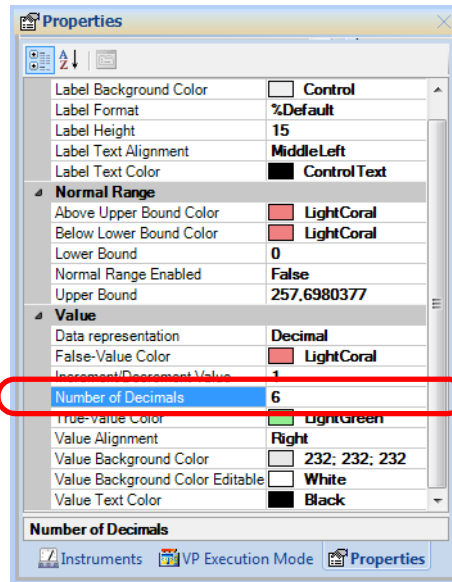 Properties
Label Background Color Control
Label Format %Default
Label Height 15
Label Text Alignment MiddleLeft
Label Text Color ControlText
Normal Range
Above Upper Bound Color LightCoral
Below Lower Bound Color LightCoral
Lower Bound 0
Normal Range Enabled False
Upper Bound 257,6980377
Value
Data representation Decimal
False-Value Color LightCoral
Increment/Decrement Value 1
Number of Decimals 6
True-Value Color LightGreen
Value Alignment Right
Value Background Color 232; 232; 232
Value Background Color Editable White
Value Text Color Black
Number of Decimals
Instruments VP Execution Mode Properties